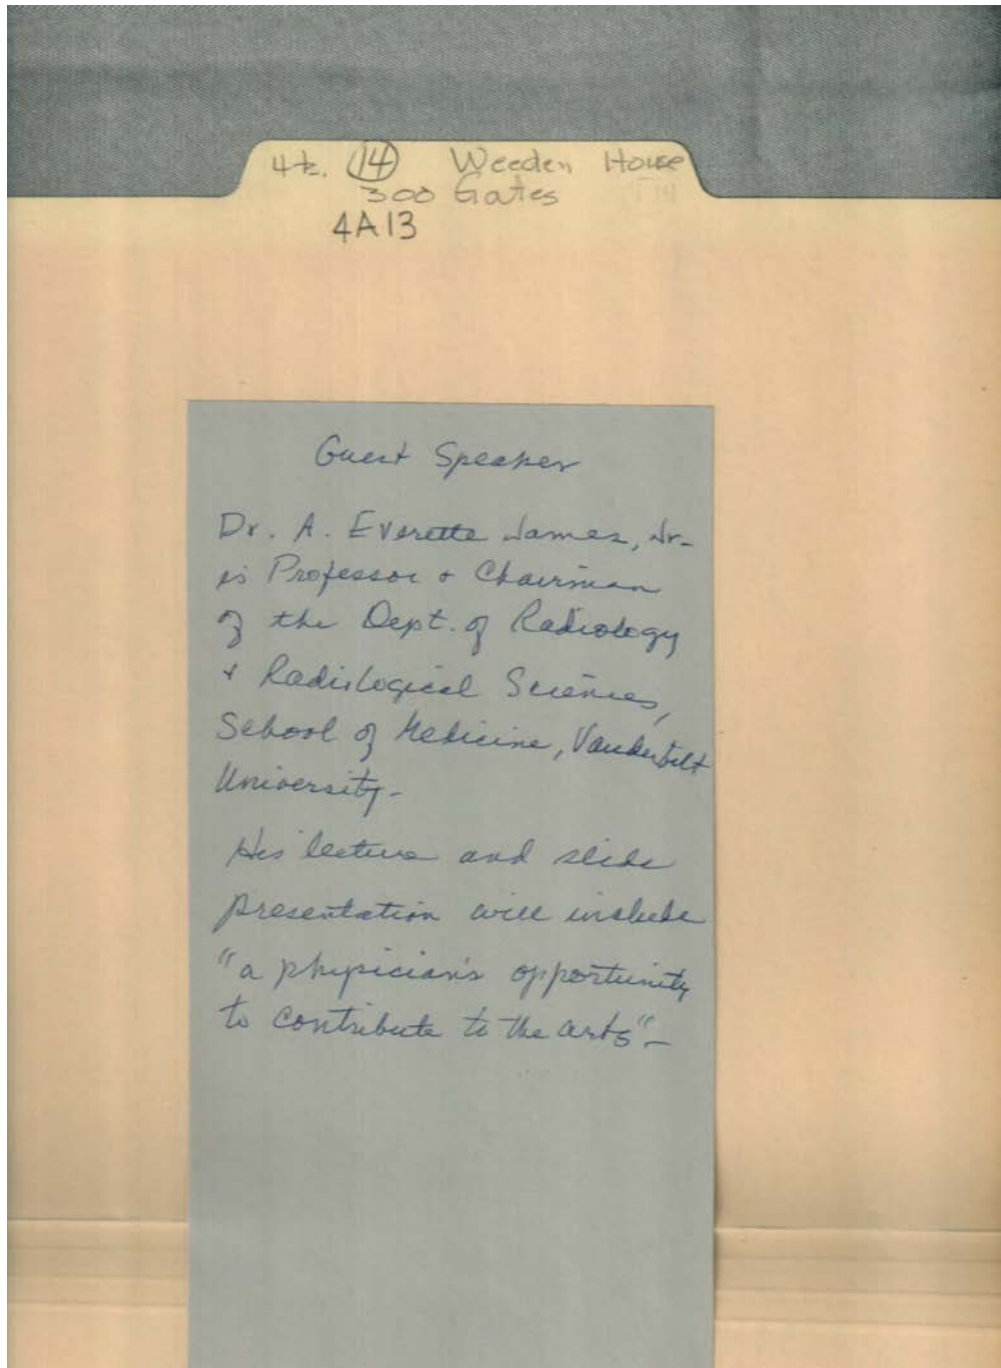 (14) Weeden House
300 Gates
4A13
Guest Speaker
Dr. A. Everette James, Jr.
is Professor & Chairman
of the Dept. of Radiology
& Radiological Sciences,
School of Medicine, Vanderbilt
University-
His lecture and slide
presentation will include
"a physician's opportunity
to contribute to the arts"-